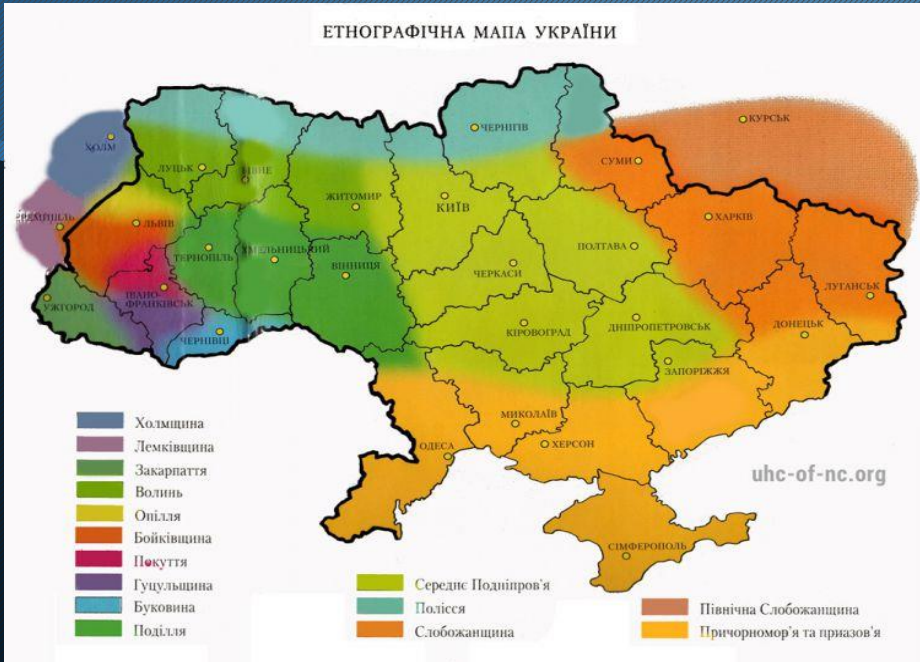 ЕТНОГРАФІЧНА МАПА УКРАЇНИ
ЧЕРНІГІВ
КУРСЬК
ХОЛМ
СУМИ
ЛУЦЬК
РІВНЕ
ЖИТОМИР
КИЇВ
ХАРКІВ
ПЕРЕМИШЛЬ
ЛЬВІВ
ТЕРНОПІЛЬ
ХМЕЛЬНИЦЬКИЙ
ВІННИЦЯ
ПОЛТАВА
ЧЕРКАСИ
ЛУГАНСЬК
УЖГОРОД
ІВАНО-
ФРАНКІВСЬК
ЧЕРНІВЦІ
КІРОВОГРАД
ДНІПРОПЕТРОВСЬК
ДОНЕЦЬК
ЗАПОРІЖЖЯ
МИКОЛАЇВ
ОДЕСА
ХЕРСОН
СІМФЕРОПОЛЬ
uhc-of-nc.org
Холмщина
Лемківщина
Закарпаття
Волинь
Опілля
Бойківщина
Покуття
Гуцульщина
Буковина
Поділля
Середнє Подніпров'я
Полісся
Слобожанщина
Північна Слобожанщина
Причорномор'я та приазов'я